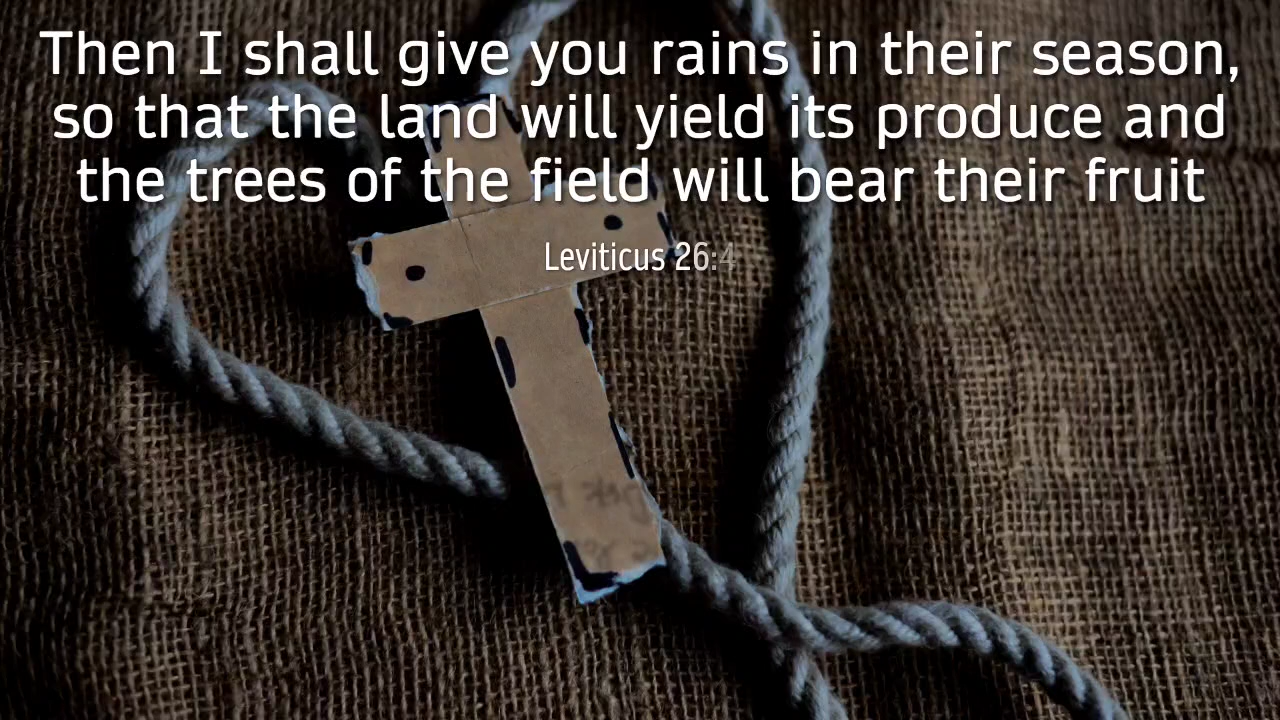 Then I shall give you rains in their season,
so that the land will yield its produce and
the trees of the field will bear their fruit
Leviticus 26:4